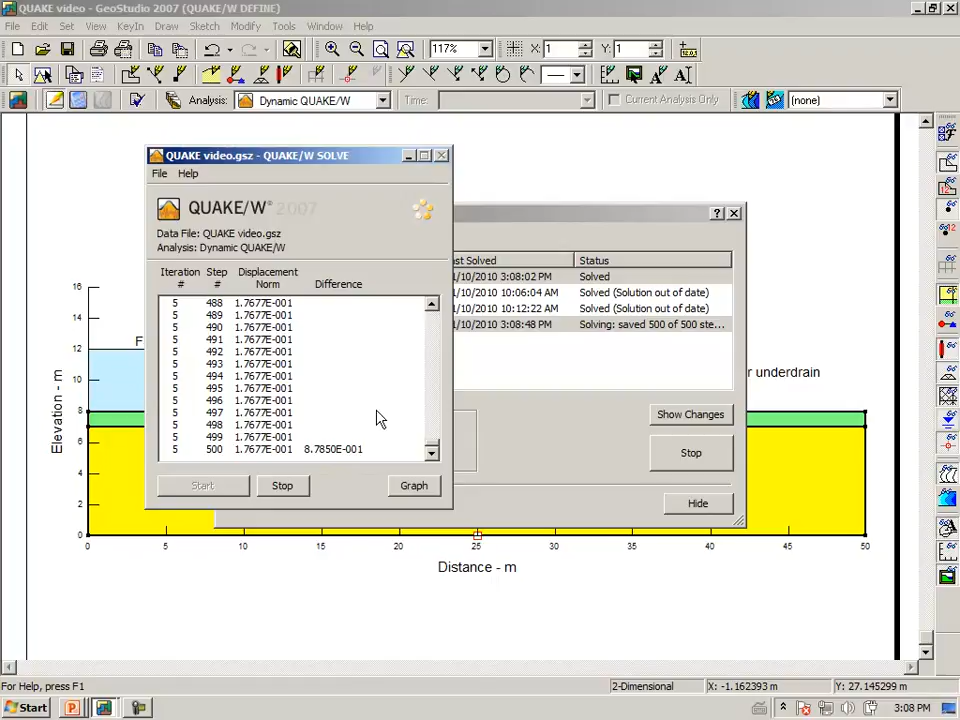 QUAKE video - GeoStudio 2007 (QUAKE/W DEFINE)
File Edit Set View KeyIn Draw Sketch Modify Tools Window Help
117% X: 1 Y: 1
Analysis: Dynamic QUAKE/W Time: Current Analysis Only (none)
QUAKE video.gsz - QUAKE/W SOLVE
File Help
QUAKE/W® 2007
Data File: QUAKE video.gsz
Analysis: Dynamic QUAKE/W
Iteration Step Displacement
# # Norm Difference
5 488 1.7677E-001
5 489 1.7677E-001
5 490 1.7677E-001
5 491 1.7677E-001
5 492 1.7677E-001
5 493 1.7677E-001
5 494 1.7677E-001
5 495 1.7677E-001
5 496 1.7677E-001
5 497 1.7677E-001
5 498 1.7677E-001
5 499 1.7677E-001
5 500 1.7677E-001 8.7850E-001
Start Stop Graph
ast Solved Status
1/10/2010 3:08:02 PM Solved
1/10/2010 10:06:04 AM Solved (Solution out of date)
1/10/2010 10:12:22 AM Solved (Solution out of date)
1/10/2010 3:08:48 PM Solving: saved 500 of 500 ste...
Show Changes
Stop
Hide
r underdrain
F
Elevation - m
16
14
12
10
8
6
4
2
0
0 5 10 15 20 25 30 35 40 45 50
Distance - m
For Help, press F1 2-Dimensional X: -1.162393 m Y: 27.145299 m
Start 3:08 PM